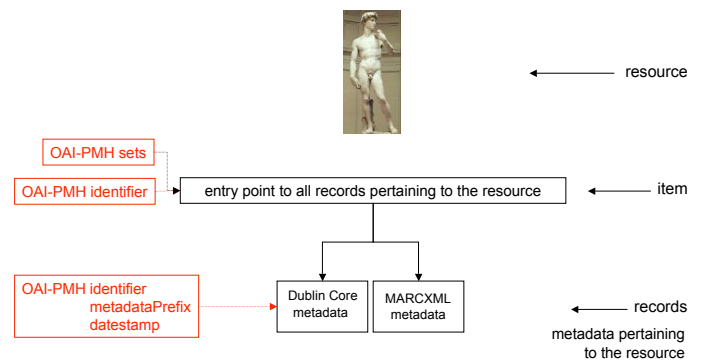 resource
OAI-PMH sets
OAI-PMH identifier
entry point to all records pertaining to the resource
item
OAI-PMH identifier
metadataPrefix
datestamp
Dublin Core
metadata
MARCXML
metadata
records
metadata pertaining
to the resource